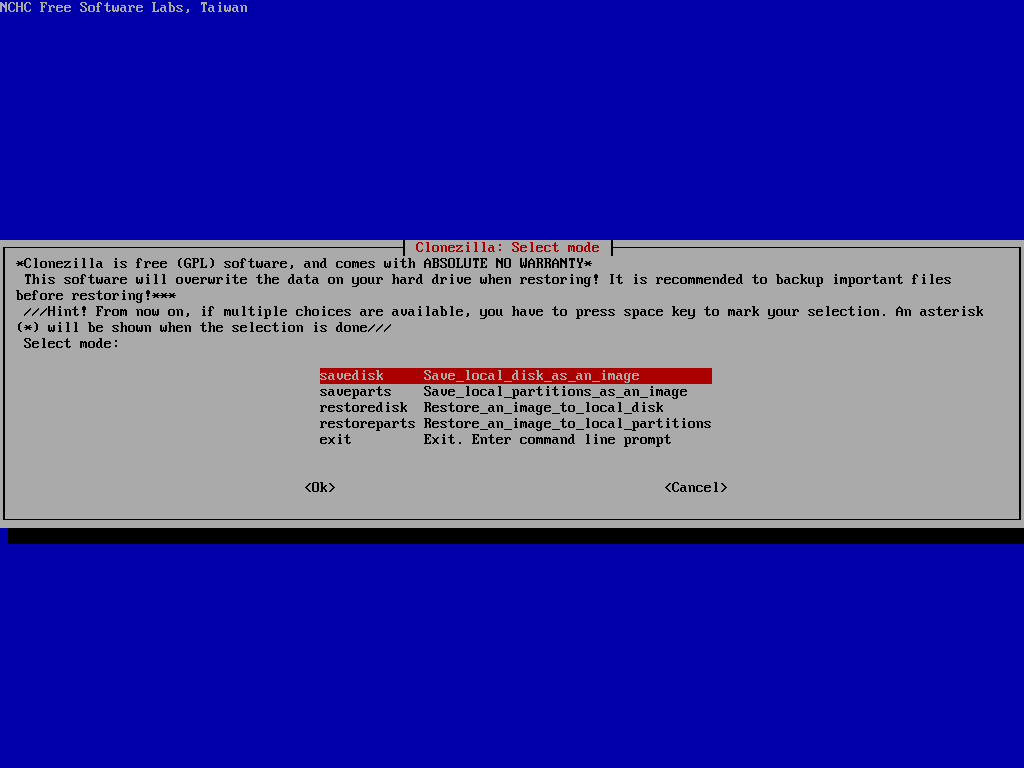 NCHC Free Software Labs, Taiwan
Clonezilla: Select mode
*Clonezilla is free (GPL) software, and comes with ABSOLUTE NO WARRANTY*
This software will overwrite the data on your hard drive when restoring! It is recommended to backup important files
before restoring!***
///Hint! From now on, if multiple choices are available, you have to press space key to mark your selection. An asterisk
(*) will be shown when the selection is done///
Select mode:
savedisk Save_local_disk_as_an_image
saveparts Save_local_partitions_as_an_image
restoredisk Restore_an_image_to_local_disk
restoreparts Restore_an_image_to_local_partitions
exit Exit. Enter command line prompt
<Ok> <Cancel>